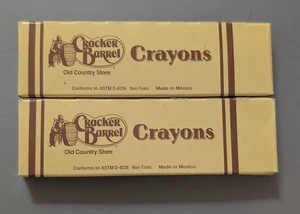 Cracker
Barrel
Old Country Store
Crayons
Conforms to ASTM D-4236 Non Toxic Made in Mexico
Cracker
Barrel
Old Country Store
Crayons
Conforms to ASTM D-4236 Non Toxic Made in Mexico